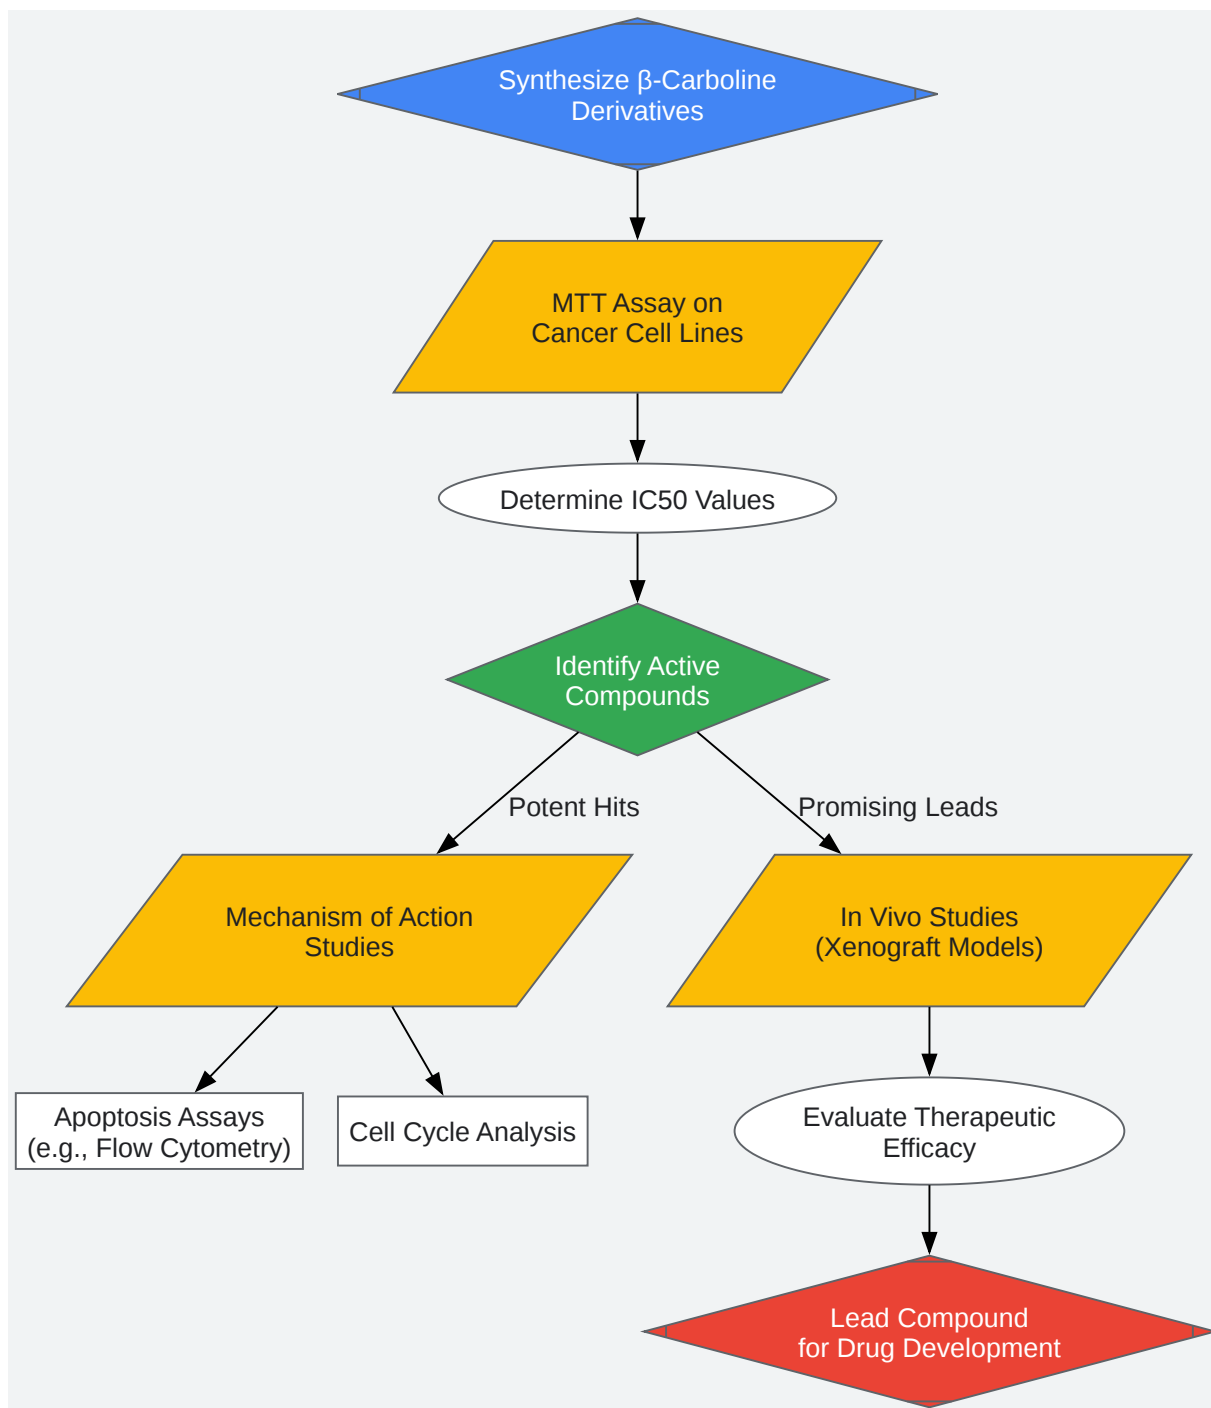 Synthesize β-Carboline
Derivatives
MTT Assay on
Cancer Cell Lines
Determine IC50 Values
Identify Active
Compounds
Potent Hits
Promising Leads
Mechanism of Action
Studies
In Vivo Studies
(Xenograft Models)
Apoptosis Assays
(e.g., Flow Cytometry)
Cell Cycle Analysis
Evaluate Therapeutic
Efficacy
Lead Compound
for Drug Development